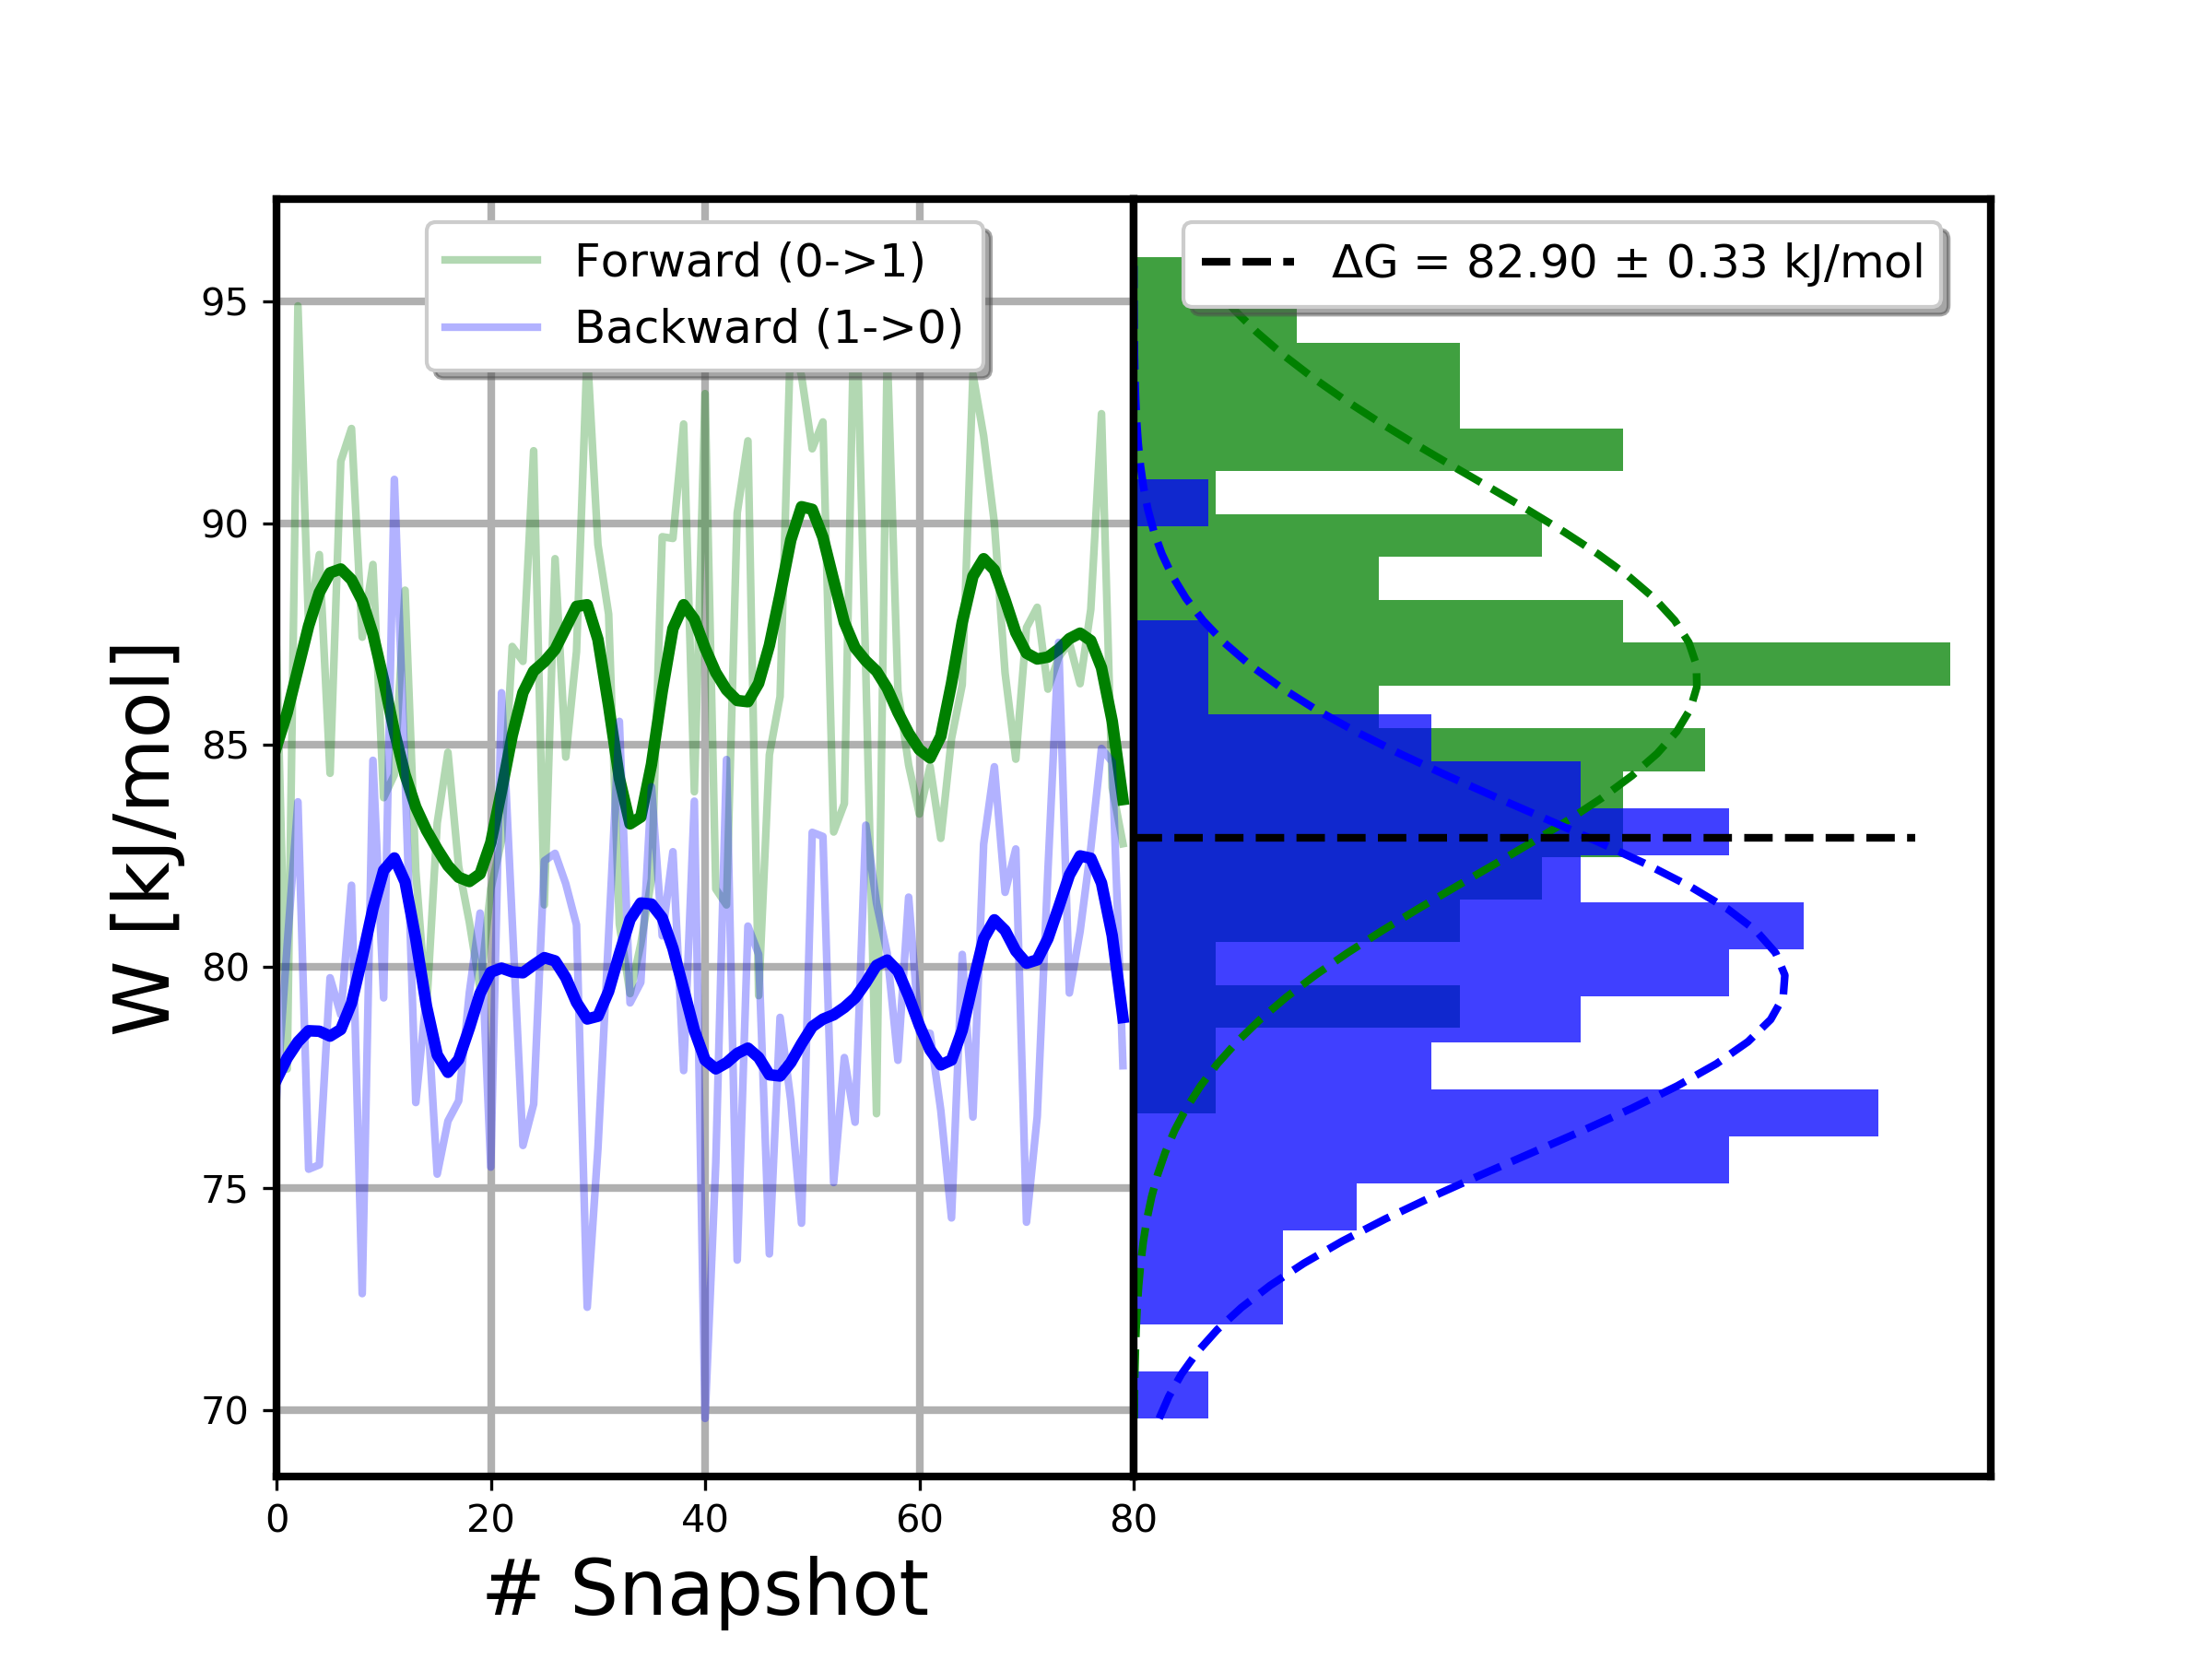 Forward (0->1)
Backward (1->0)
ΔG = 82.90 ± 0.33 kJ/mol
W [kJ/mol]
95
90
85
80
75
70
0 20 40 60 80
# Snapshot